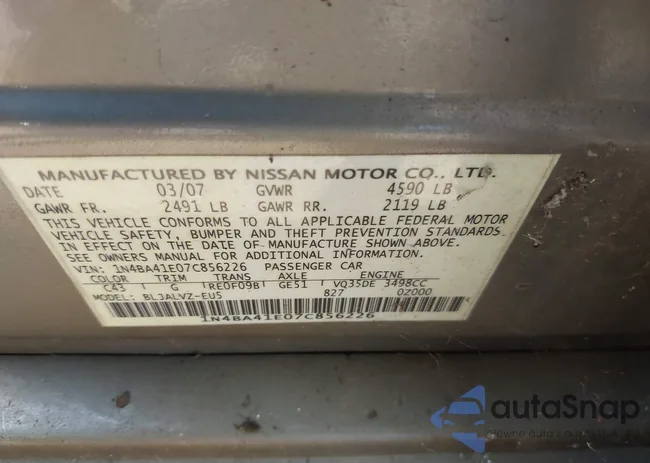 MANUFACTURED BY NISSAN MOTOR CO., LTD.
DATE 03/07 GVWR 4590 LB
GAWR FR. 2491 LB GAWR RR. 2119 LB
THIS VEHICLE CONFORMS TO ALL APPLICABLE FEDERAL MOTOR
VEHICLE SAFETY, BUMPER AND THEFT PREVENTION STANDARDS
IN EFFECT ON THE DATE OF MANUFACTURE SHOWN ABOVE.
SEE OWNERS MANUAL FOR ADDITIONAL INFORMATION.
VIN: 1N4BA41E07C856226 PASSENGER CAR
COLOR TRIM TRANS AXLE ENGINE
C43 G RE0F09B GE51 VQ35DE 3498CC
MODEL: BLJALVZ-EU5 827 0Z000
1N4BA41E07C856226
autaSnap